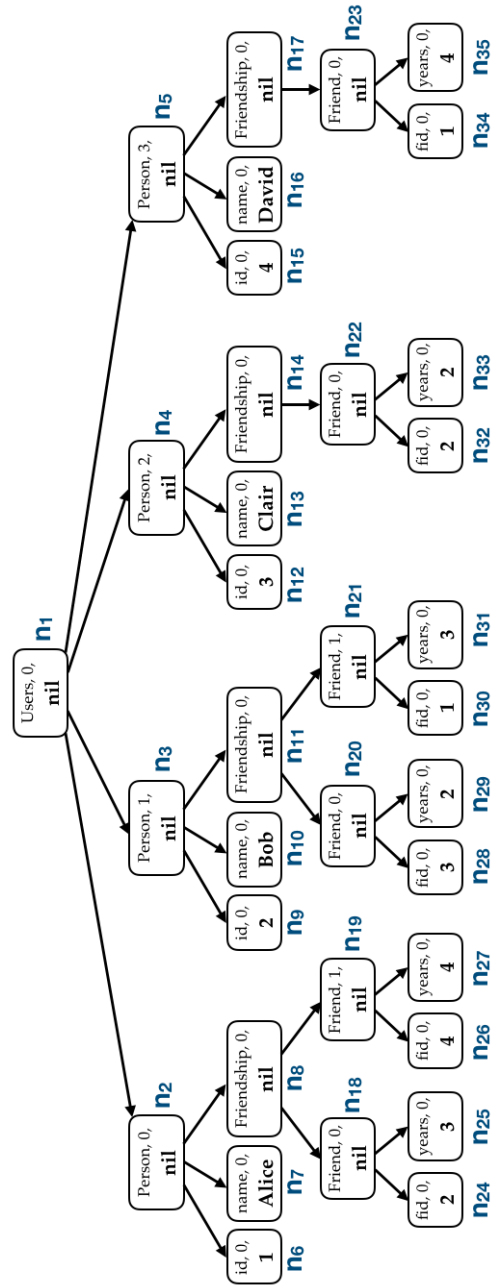 Users, 0,
nil
n1
Person, 0,
nil
n2
Person, 1,
nil
n3
Person, 2,
nil
n4
Person, 3,
nil
n5
id, 0,
1
n6
name, 0,
Alice
n7
Friendship, 0,
nil
n8
id, 0,
2
n9
name, 0,
Bob
n10
Friendship, 0,
nil
n11
id, 0,
3
n12
name, 0,
Clair
n13
Friendship, 0,
nil
n14
id, 0,
4
n15
name, 0,
David
n16
Friendship, 0,
nil
n17
Friend, 0,
nil
n18
Friend, 1,
nil
n19
Friend, 0,
nil
n20
Friend, 1,
nil
n21
Friend, 0,
nil
n22
Friend, 0,
nil
n23
fid, 0,
2
n24
years, 0,
3
n25
fid, 0,
4
n26
years, 0,
4
n27
fid, 0,
3
n28
years, 0,
2
n29
fid, 0,
1
n30
years, 0,
3
n31
fid, 0,
2
n32
years, 0,
2
n33
fid, 0,
1
n34
years, 0,
4
n35